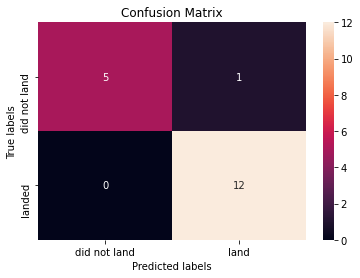 Confusion Matrix
True labels
did not land
landed
5
1
0
12
did not land
land
Predicted labels
12
10
8
6
4
2
0